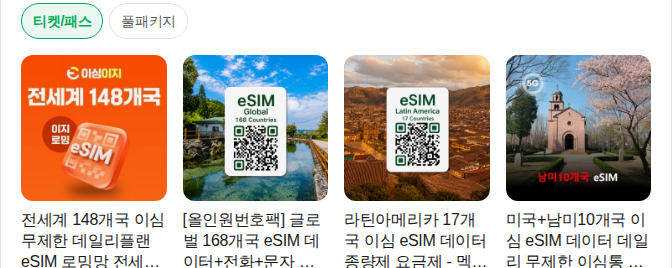 티켓/패스 풀패키지
이심이지
전세계 148개국
이지
로밍
eSIM
eSIM
Global
168 Countries
eSIM
Latin America
17 Countries
5G
남미10개국 eSIM
전세계 148개국 이심
무제한 데일리플랜
eSIM 로밍망 전세...
[올인원번호팩] 글로
벌 168개국 eSIM 데
이터+전화+문자 ...
라틴아메리카 17개
국 이심 eSIM 데이터
종량제 요금제 - 멕...
미국+남미10개국 이
심 eSIM 데이터 데일
리 무제한 이심통 ...